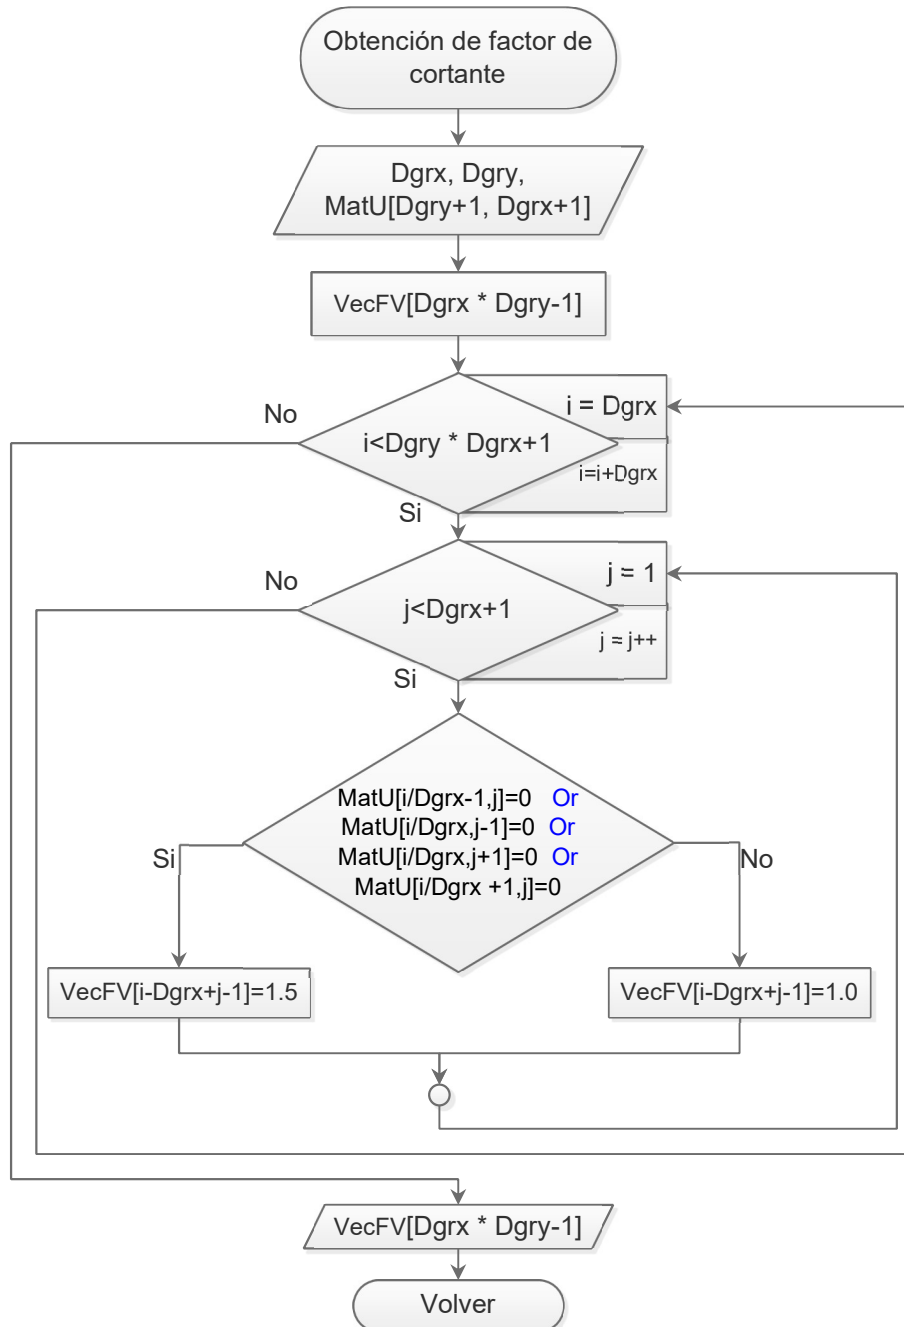 Obtención de factor de
cortante
Dgrx, Dgry,
MatU[Dgry+1, Dgrx+1]
VecFV[Dgrx * Dgry-1]
i = Dgrx
No
i<Dgry * Dgrx+1
i=i+Dgrx
Si
j = 1
No
j<Dgrx+1
j = j++
Si
MatU[i/Dgrx-1,j]=0 Or
MatU[i/Dgrx,j-1]=0 Or
MatU[i/Dgrx,j+1]=0 Or
MatU[i/Dgrx +1,j]=0
Si
No
VecFV[i-Dgrx+j-1]=1.5
VecFV[i-Dgrx+j-1]=1.0
VecFV[Dgrx * Dgry-1]
Volver